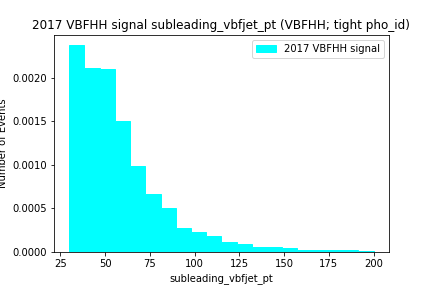 2017 VBFHH signal subleading_vbfjet_pt (VBFHH; tight pho_id)
2017 VBFHH signal
Number of Events
0.0020
0.0015
0.0010
0.0005
0.0000
25 50 75 100 125 150 175 200
subleading_vbfjet_pt